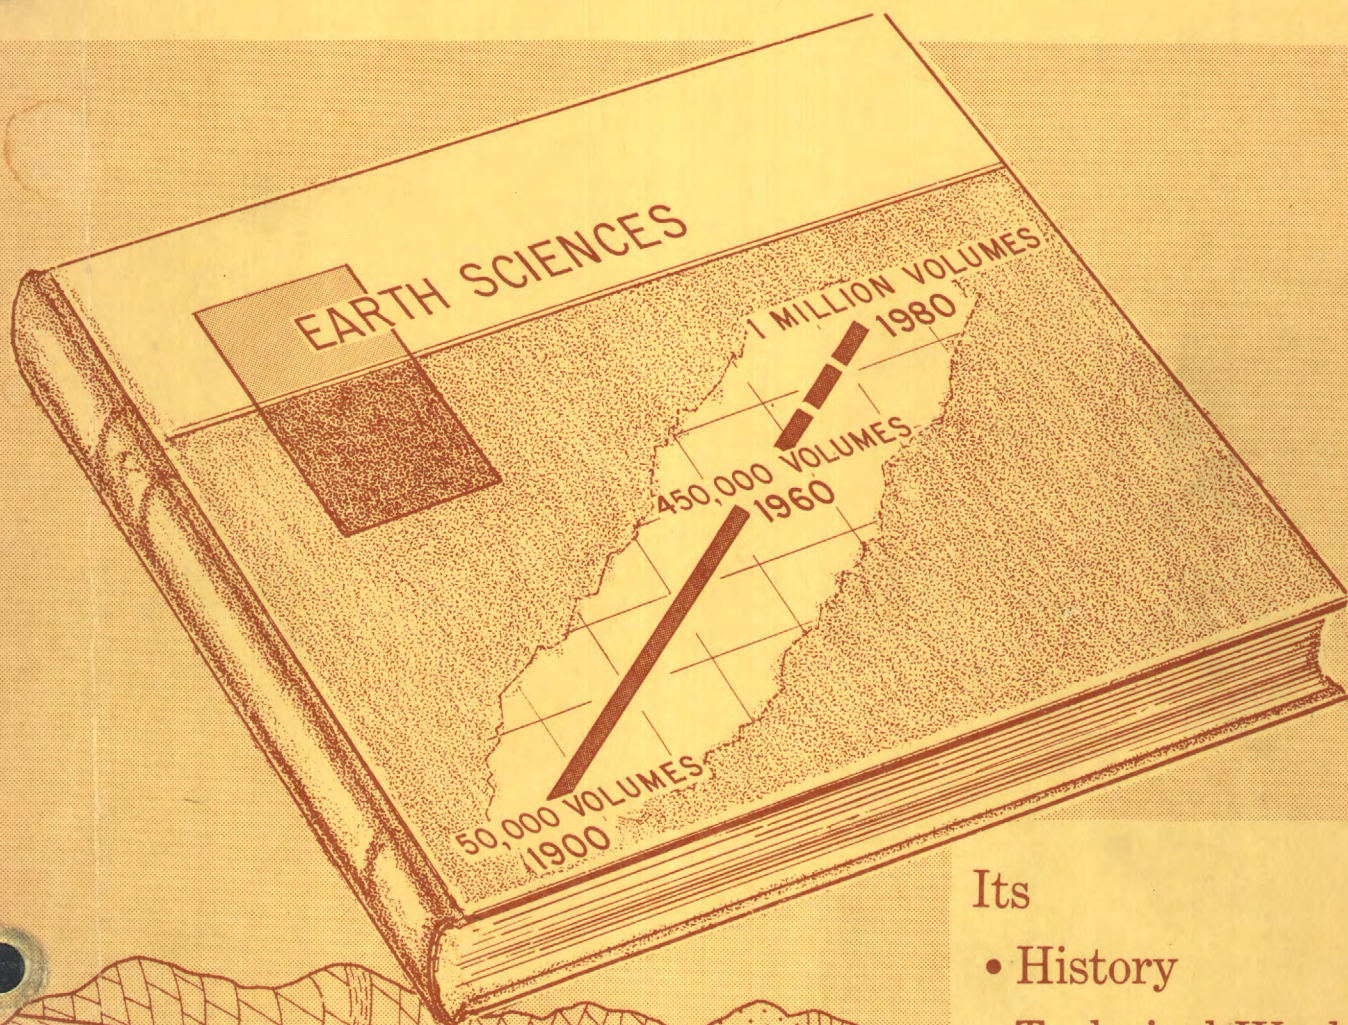 EARTH SCIENCES
1 MILLION VOLUMES
1980
450,000 VOLUMES
1960
50,000 VOLUMES
1900
Its
• History